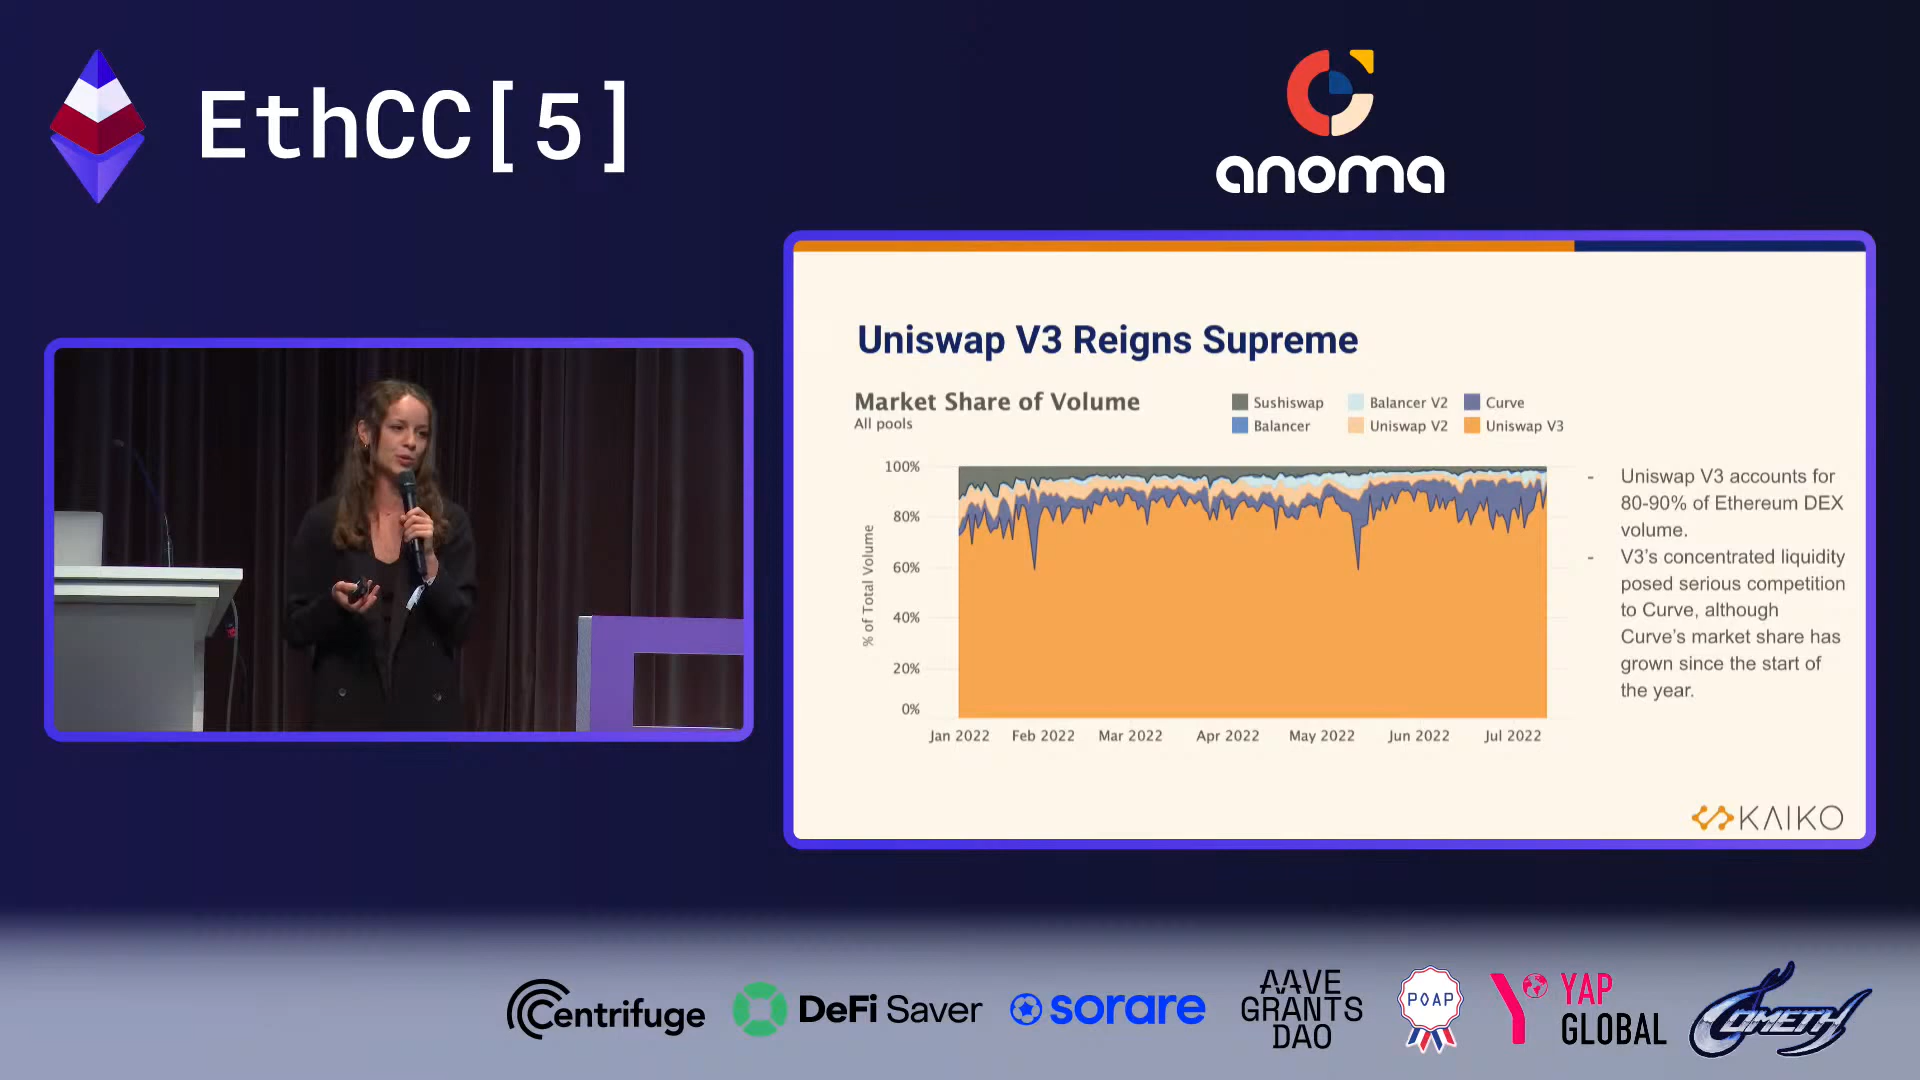 EthCC[5]
anoma
Uniswap V3 Reigns Supreme
Market Share of Volume
All pools
Sushiswap
Balancer V2
Curve
Balancer
Uniswap V2
Uniswap V3
% of Total Volume
100%
80%
60%
40%
20%
0%
Jan 2022
Feb 2022
Mar 2022
Apr 2022
May 2022
Jun 2022
Jul 2022
- Uniswap V3 accounts for
80-90% of Ethereum DEX
volume.
- V3's concentrated liquidity
posed serious competition
to Curve, although
Curve's market share has
grown since the start of
the year.
KAIKO
Centrifuge
DeFi Saver
sorare
AAVE
GRANTS
DAO
POAP
YAP
GLOBAL
COMETH